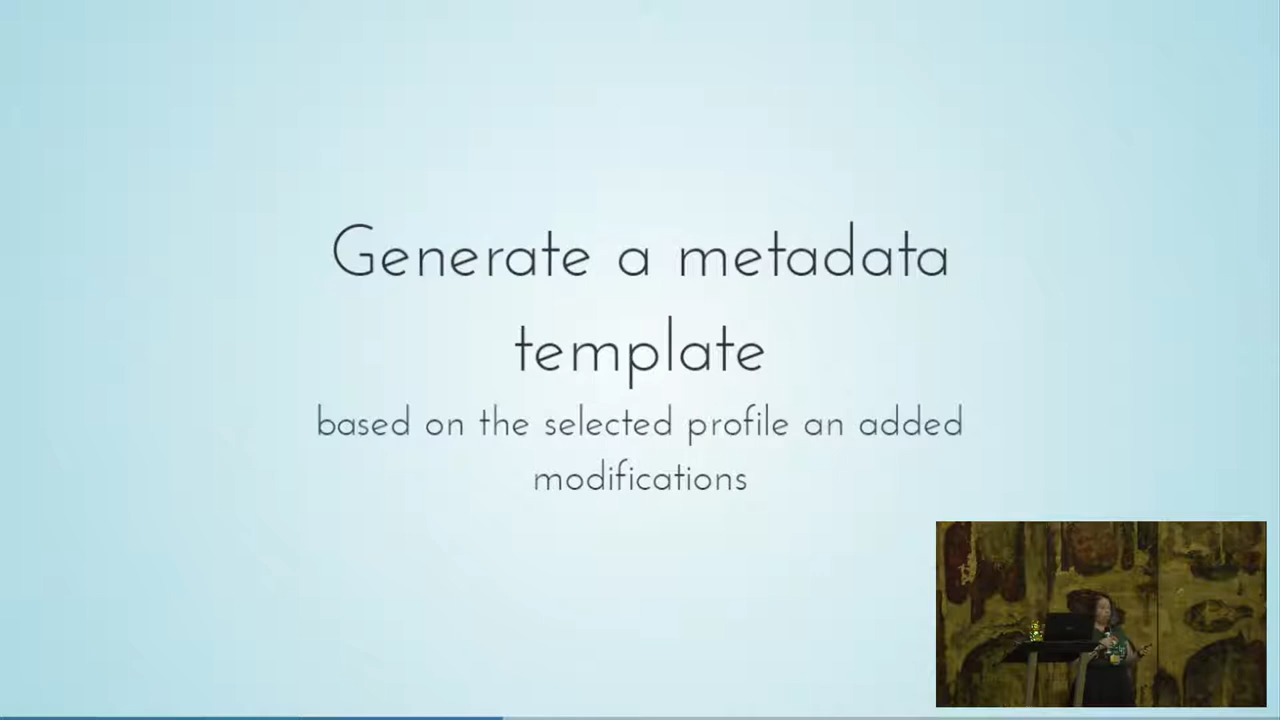 Generate a metadata
template
based on the selected profile an added
modifications